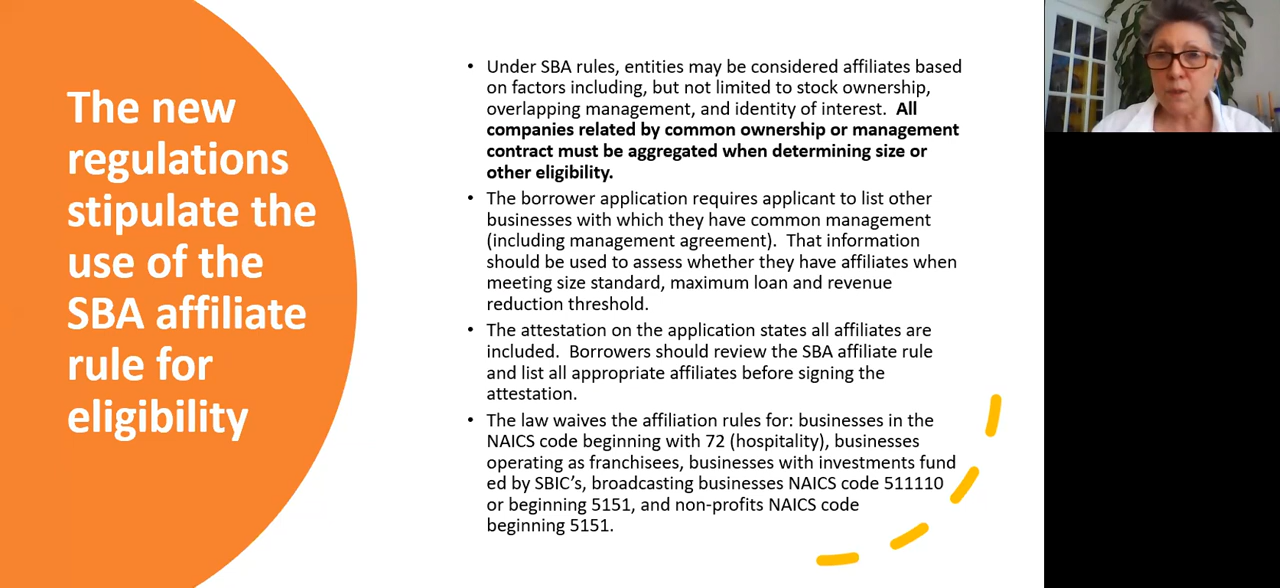 The new
regulations
stipulate the
use of the
SBA affiliate
rule for
eligibility
• Under SBA rules, entities may be considered affiliates based
on factors including, but not limited to stock ownership,
overlapping management, and identity of interest.  All
companies related by common ownership or management
contract must be aggregated when determining size or
other eligibility.
• The borrower application requires applicant to list other
businesses with which they have common management
(including management agreement).  That information
should be used to assess whether they have affiliates when
meeting size standard, maximum loan and revenue
reduction threshold.
• The attestation on the application states all affiliates are
included.  Borrowers should review the SBA affiliate rule
and list all appropriate affiliates before signing the
attestation.
• The law waives the affiliation rules for: businesses in the
NAICS code beginning with 72 (hospitality), businesses
operating as franchisees, businesses with investments fund
ed by SBIC’s, broadcasting businesses NAICS code 511110
or beginning 5151, and non-profits NAICS code
beginning 5151.